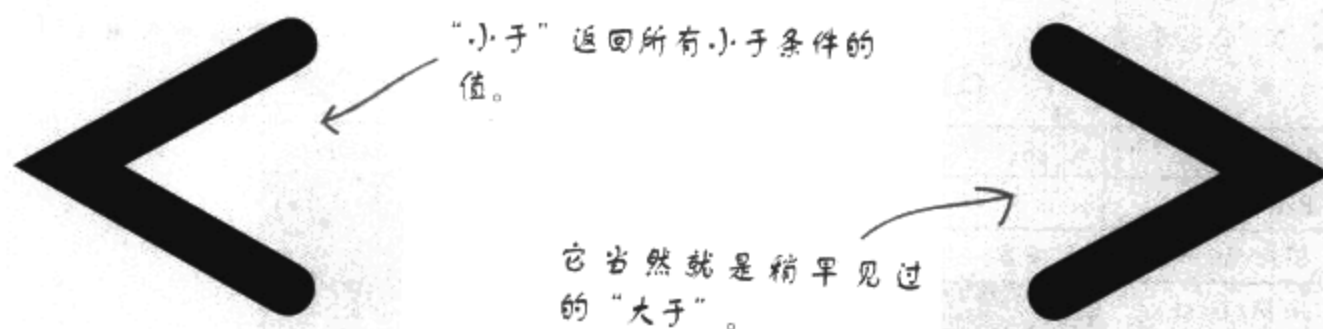 “小于”返回所有小于条件的
值。
它当然就是稍早见过
的“大于”。